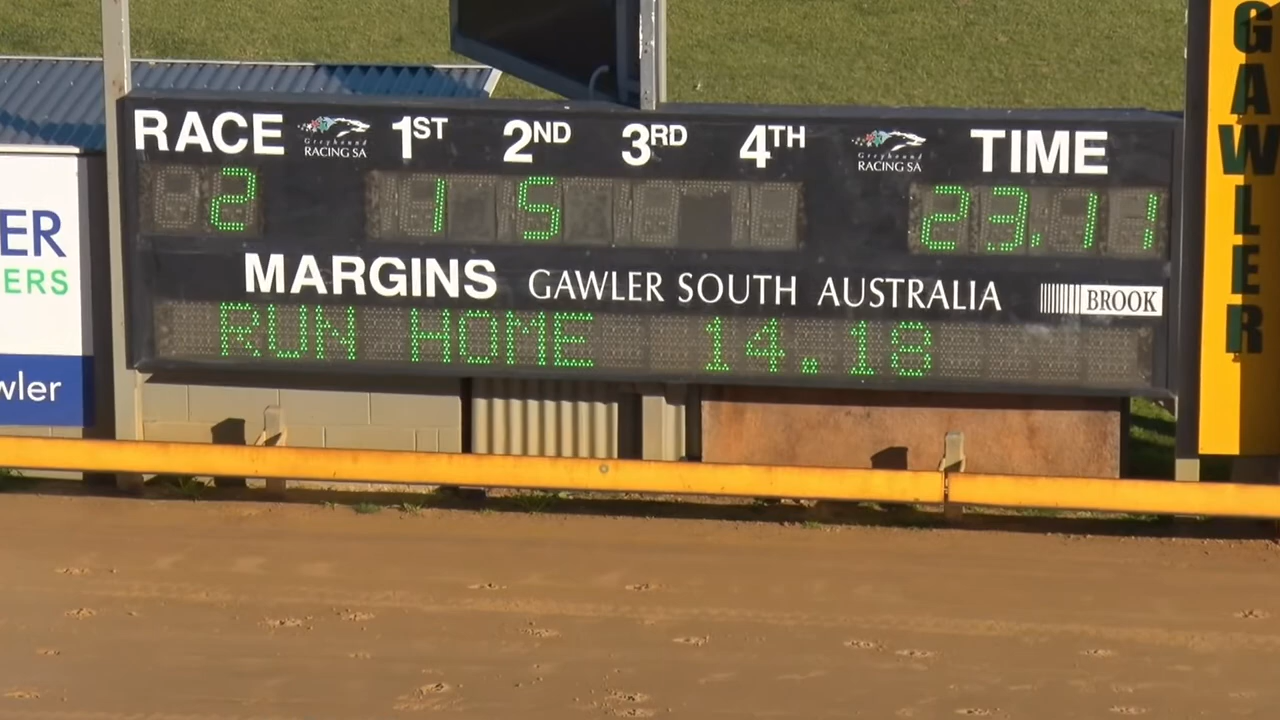 RACE 1ST 2ND 3RD 4TH TIME
Greyhound RACING SA
Greyhound RACING SA
2 1 5 23.11
MARGINS GAWLER SOUTH AUSTRALIA BROOK
RUN HOME 14.18
ER
ERS
wler
GAWLER